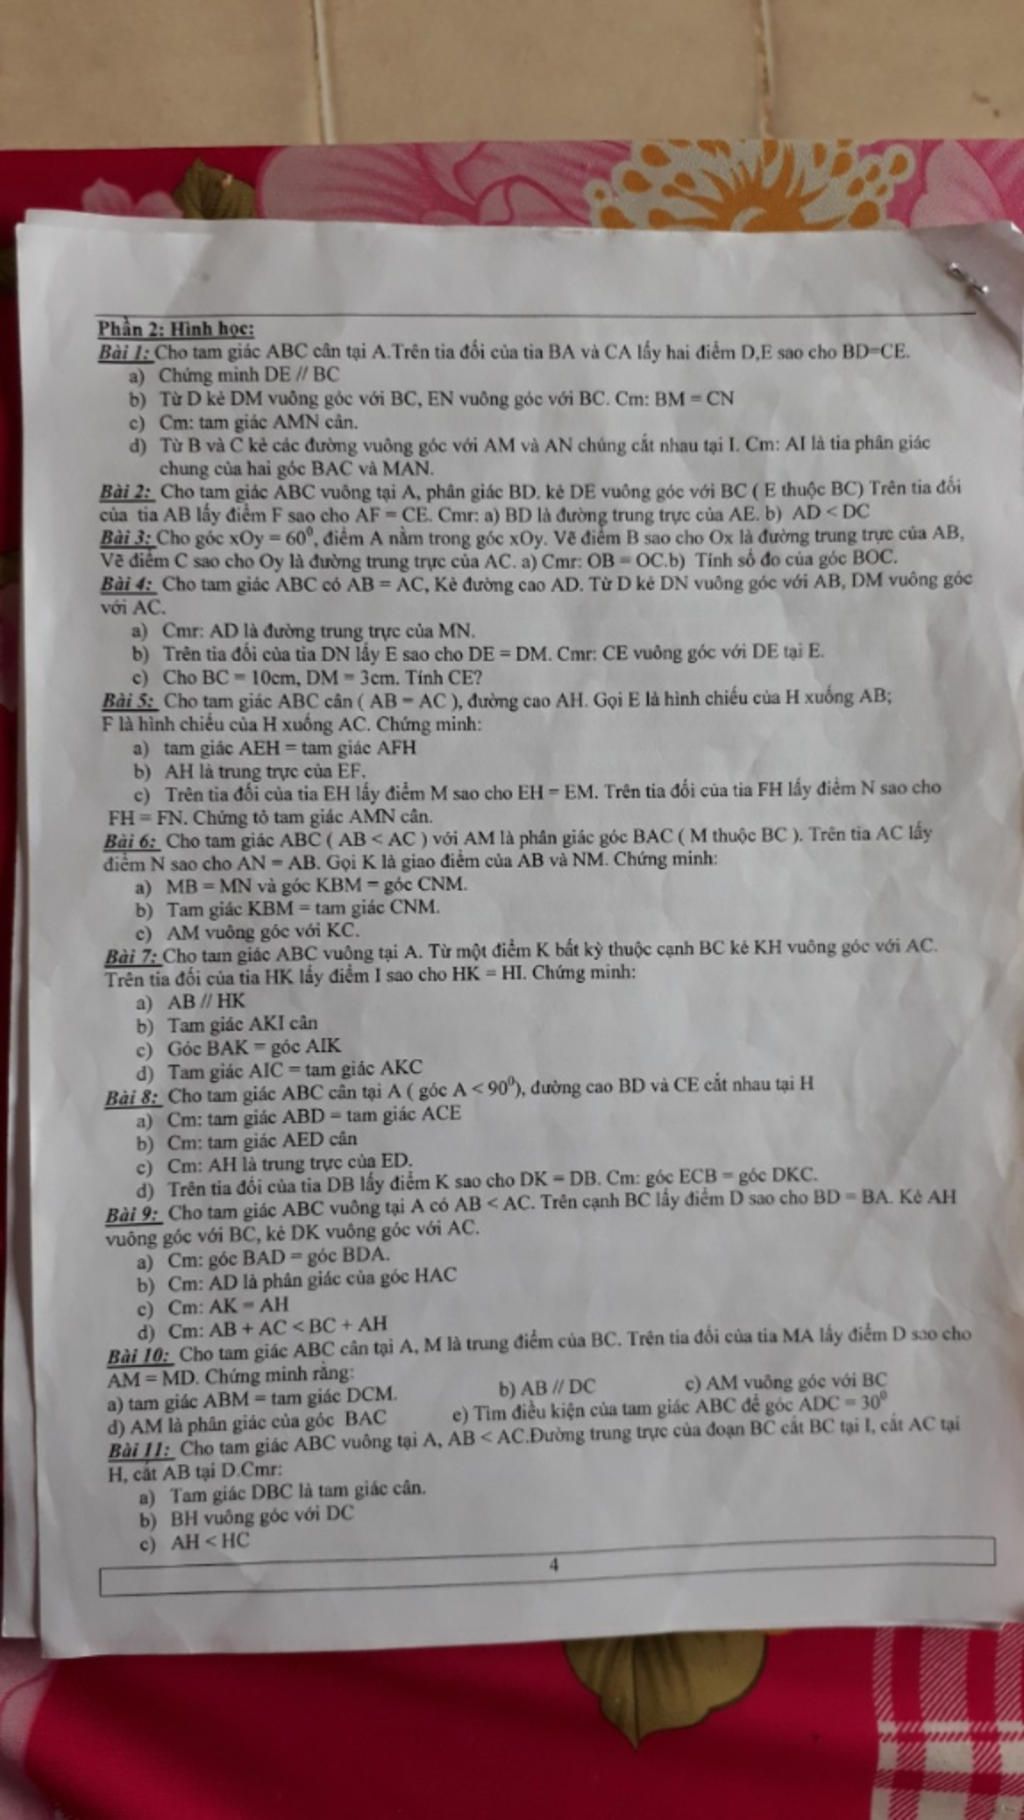 Phần 2: Hình học:
Bài 1: Cho tam giác ABC cân tại A.Trên tia đối của tia BA và CA lấy hai điểm D,E sao cho BD=CE.
a) Chứng minh DE // BC
b) Từ D kẻ DM vuông góc với BC, EN vuông góc với BC. Cm: BM = CN
c) Cm: tam giác AMN cân.
d) Từ B và C kẻ các đường vuông góc với AM và AN chúng cắt nhau tại I. Cm: AI là tia phân giác
chung của hai góc BAC và MAN.
Bài 2: Cho tam giác ABC vuông tại A, phân giác BD. kẻ DE vuông góc với BC ( E thuộc BC) Trên tia đối
của tia AB lấy điểm F sao cho AF = CE. Cmr: a) BD là đường trung trực của AE. b) AD < DC
Bài 3: Cho góc xOy = 60⁰, điểm A nằm trong góc xOy. Vẽ điểm B sao cho Ox là đường trung trực của AB,
Vẽ điểm C sao cho Oy là đường trung trực của AC. a) Cmr: OB = OC.b) Tính số đo của góc BOC.
Bài 4: Cho tam giác ABC có AB = AC, Kẻ đường cao AD. Từ D kẻ DN vuông góc với AB, DM vuông góc
với AC.
a) Cmr: AD là đường trung trực của MN.
b) Trên tia đối của tia DN lấy E sao cho DE = DM. Cmr: CE vuông góc với DE tại E.
c) Cho BC = 10cm, DM = 3cm. Tính CE?
Bài 5: Cho tam giác ABC cân ( AB = AC ), đường cao AH. Gọi E là hình chiếu của H xuống AB;
F là hình chiếu của H xuống AC. Chứng minh:
a) tam giác AEH = tam giác AFH
b) AH là trung trực của EF.
c) Trên tia đối của tia EH lấy điểm M sao cho EH = EM. Trên tia đối của tia FH lấy điểm N sao cho
FH = FN. Chứng tỏ tam giác AMN cân.
Bài 6: Cho tam giác ABC ( AB < AC ) với AM là phân giác góc BAC ( M thuộc BC ). Trên tia AC lấy
điểm N sao cho AN = AB. Gọi K là giao điểm của AB và NM. Chứng minh:
a) MB = MN và góc KBM = góc CNM.
b) Tam giác KBM = tam giác CNM.
c) AM vuông góc với KC.
Bài 7: Cho tam giác ABC vuông tại A. Từ một điểm K bất kỳ thuộc cạnh BC kẻ KH vuông góc với AC.
Trên tia đối của tia HK lấy điểm I sao cho HK = HI. Chứng minh:
a) AB // HK
b) Tam giác AKI cân
c) Góc BAK = góc AIK
d) Tam giác AIC = tam giác AKC
Bài 8: Cho tam giác ABC cân tại A ( góc A < 90⁰), đường cao BD và CE cắt nhau tại H
a) Cm: tam giác ABD = tam giác ACE
b) Cm: tam giác AED cân
c) Cm: AH là trung trực của ED.
d) Trên tia đối của tia DB lấy điểm K sao cho DK = DB. Cm: góc ECB = góc DKC.
Bài 9: Cho tam giác ABC vuông tại A có AB < AC. Trên cạnh BC lấy điểm D sao cho BD = BA. Kẻ AH
vuông góc với BC, kẻ DK vuông góc với AC.
a) Cm: góc BAD = góc BDA.
b) Cm: AD là phân giác của góc HAC
c) Cm: AK = AH
d) Cm: AB + AC < BC + AH
Bài 10: Cho tam giác ABC cân tại A, M là trung điểm của BC. Trên tia đối của tia MA lấy điểm D sao cho
AM = MD. Chứng minh rằng:
a) tam giác ABM = tam giác DCM. b) AB // DC c) AM vuông góc với BC
d) AM là phân giác của góc BAC e) Tìm điều kiện của tam giác ABC để góc ADC = 30⁰
Bài 11: Cho tam giác ABC vuông tại A, AB < AC.Đường trung trực của đoạn BC cắt BC tại I, cắt AC tại
H, cắt AB tại D.Cmr:
a) Tam giác DBC là tam giác cân.
b) BH vuông góc với DC
c) AH < HC
4